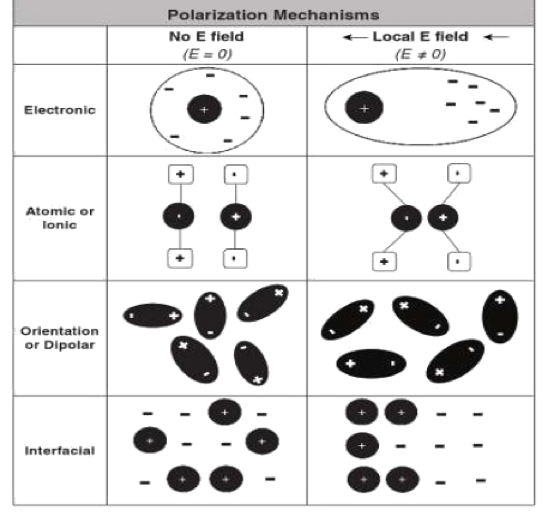 Polarization Mechanisms
No E field
(E = 0)
← Local E field ←
(E ≠ 0)
Electronic
Atomic or
Ionic
Orientation
or Dipolar
Interfacial